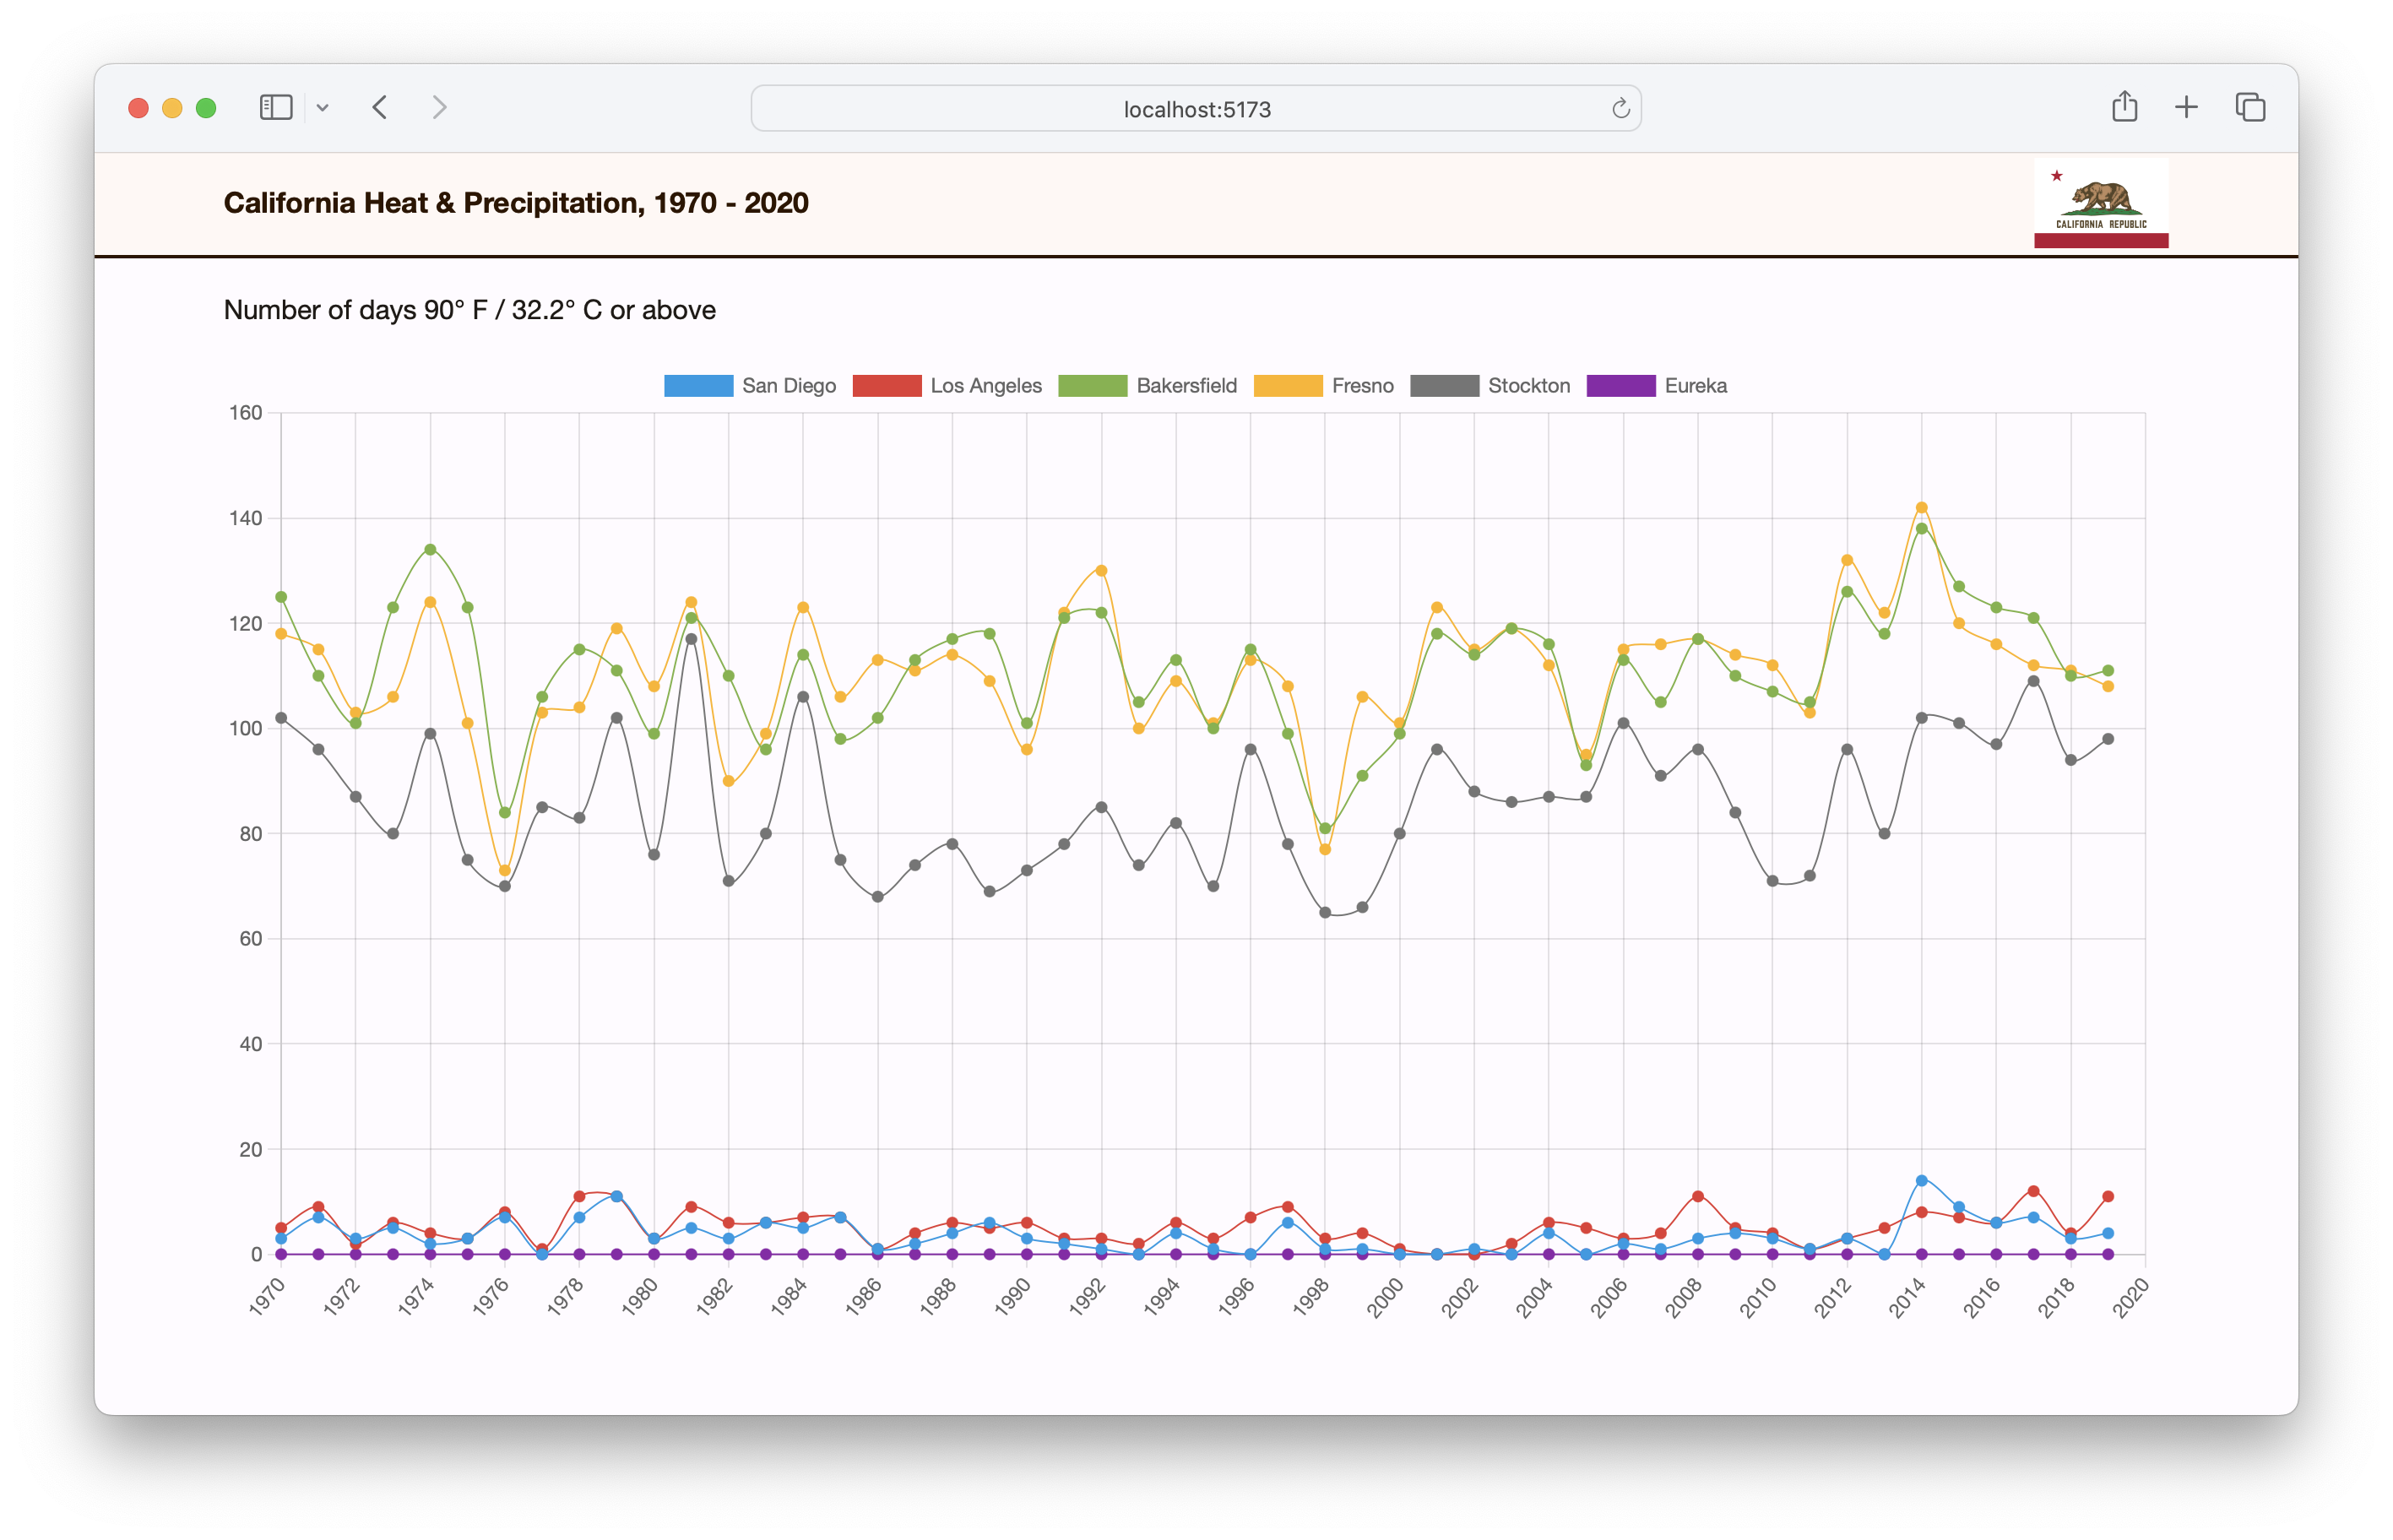 localhost:5173
California Heat & Precipitation, 1970 - 2020
CALIFORNIA REPUBLIC
Number of days 90° F / 32.2° C or above
San Diego Los Angeles Bakersfield Fresno Stockton Eureka
160
140
120
100
80
60
40
20
0
1970 1972 1974 1976 1978 1980 1982 1984 1986 1988 1990 1992 1994 1996 1998 2000 2002 2004 2006 2008 2010 2012 2014 2016 2018 2020